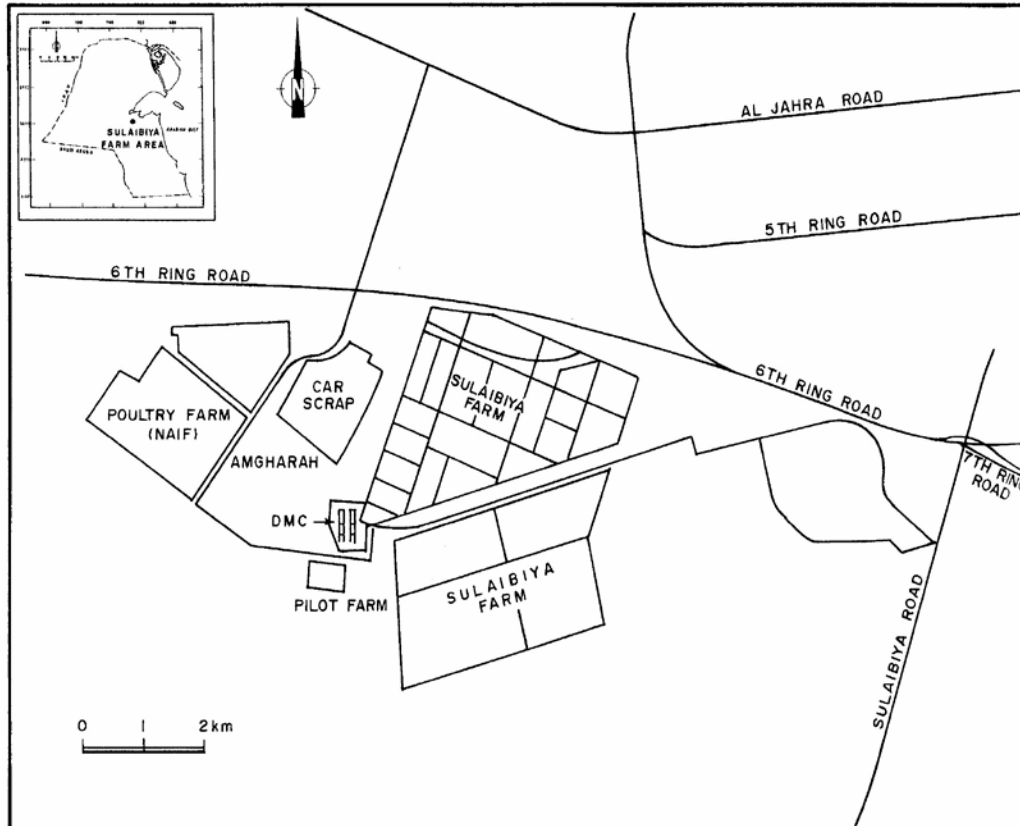 SULAIBIYA
FARM AREA
N
AL JAHRA ROAD
5TH RING ROAD
6TH RING ROAD
CAR
SCRAP
SULAIBIYA
FARM
6TH RING ROAD
POULTRY FARM
(NAIF)
AMGHARAH
7TH RING
ROAD
DMC
SULAIBIYA
FARM
PILOT FARM
SULAIBIYA ROAD
0 1 2 km